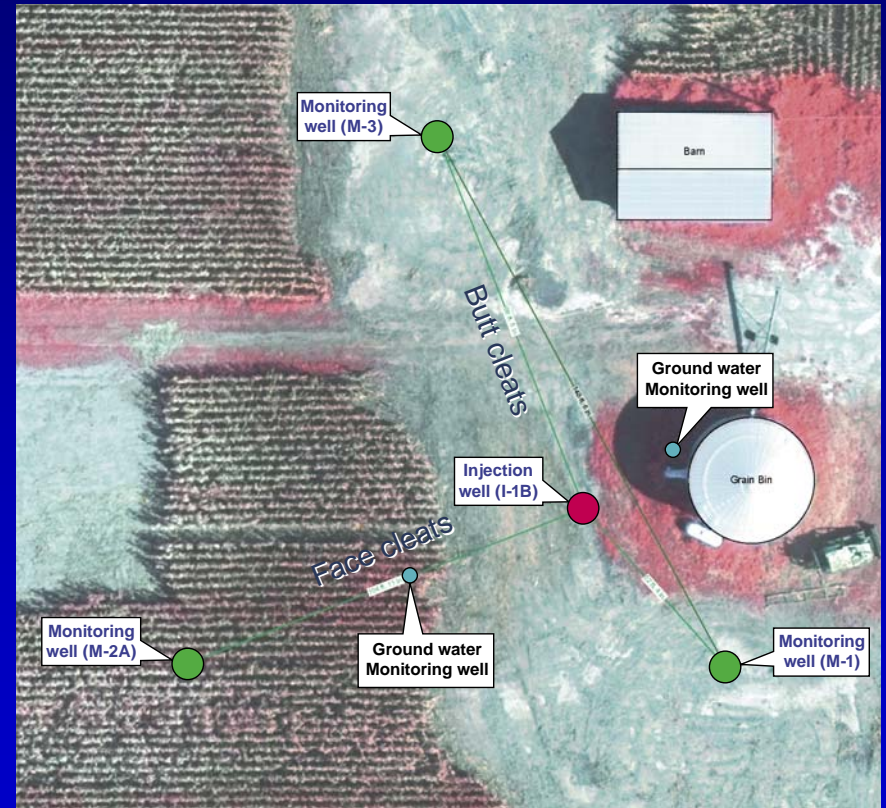 Monitoring
well (M-3)
Barn
Butt cleats
Ground water
Monitoring well
Injection
well (I-1B)
Grain Bin
Face cleats
Monitoring
well (M-2A)
Ground water
Monitoring well
Monitoring
well (M-1)